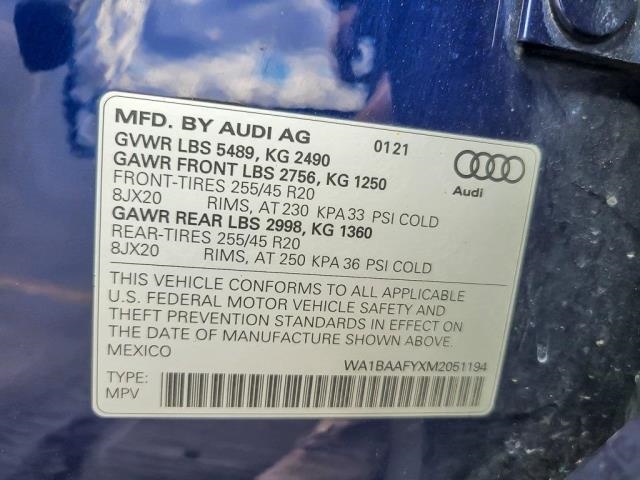 MFD. BY AUDI AG 0121
GVWR LBS 5489, KG 2490
GAWR FRONT LBS 2756, KG 1250
FRONT-TIRES 255/45 R20
8JX20 RIMS, AT 230 KPA 33 PSI COLD
GAWR REAR LBS 2998, KG 1360
REAR-TIRES 255/45 R20
8JX20 RIMS, AT 250 KPA 36 PSI COLD
Audi
THIS VEHICLE CONFORMS TO ALL APPLICABLE
U.S. FEDERAL MOTOR VEHICLE SAFETY AND
THEFT PREVENTION STANDARDS IN EFFECT ON
THE DATE OF MANUFACTURE SHOWN ABOVE.
MEXICO WA1BAAFYXM2051194
TYPE:
MPV